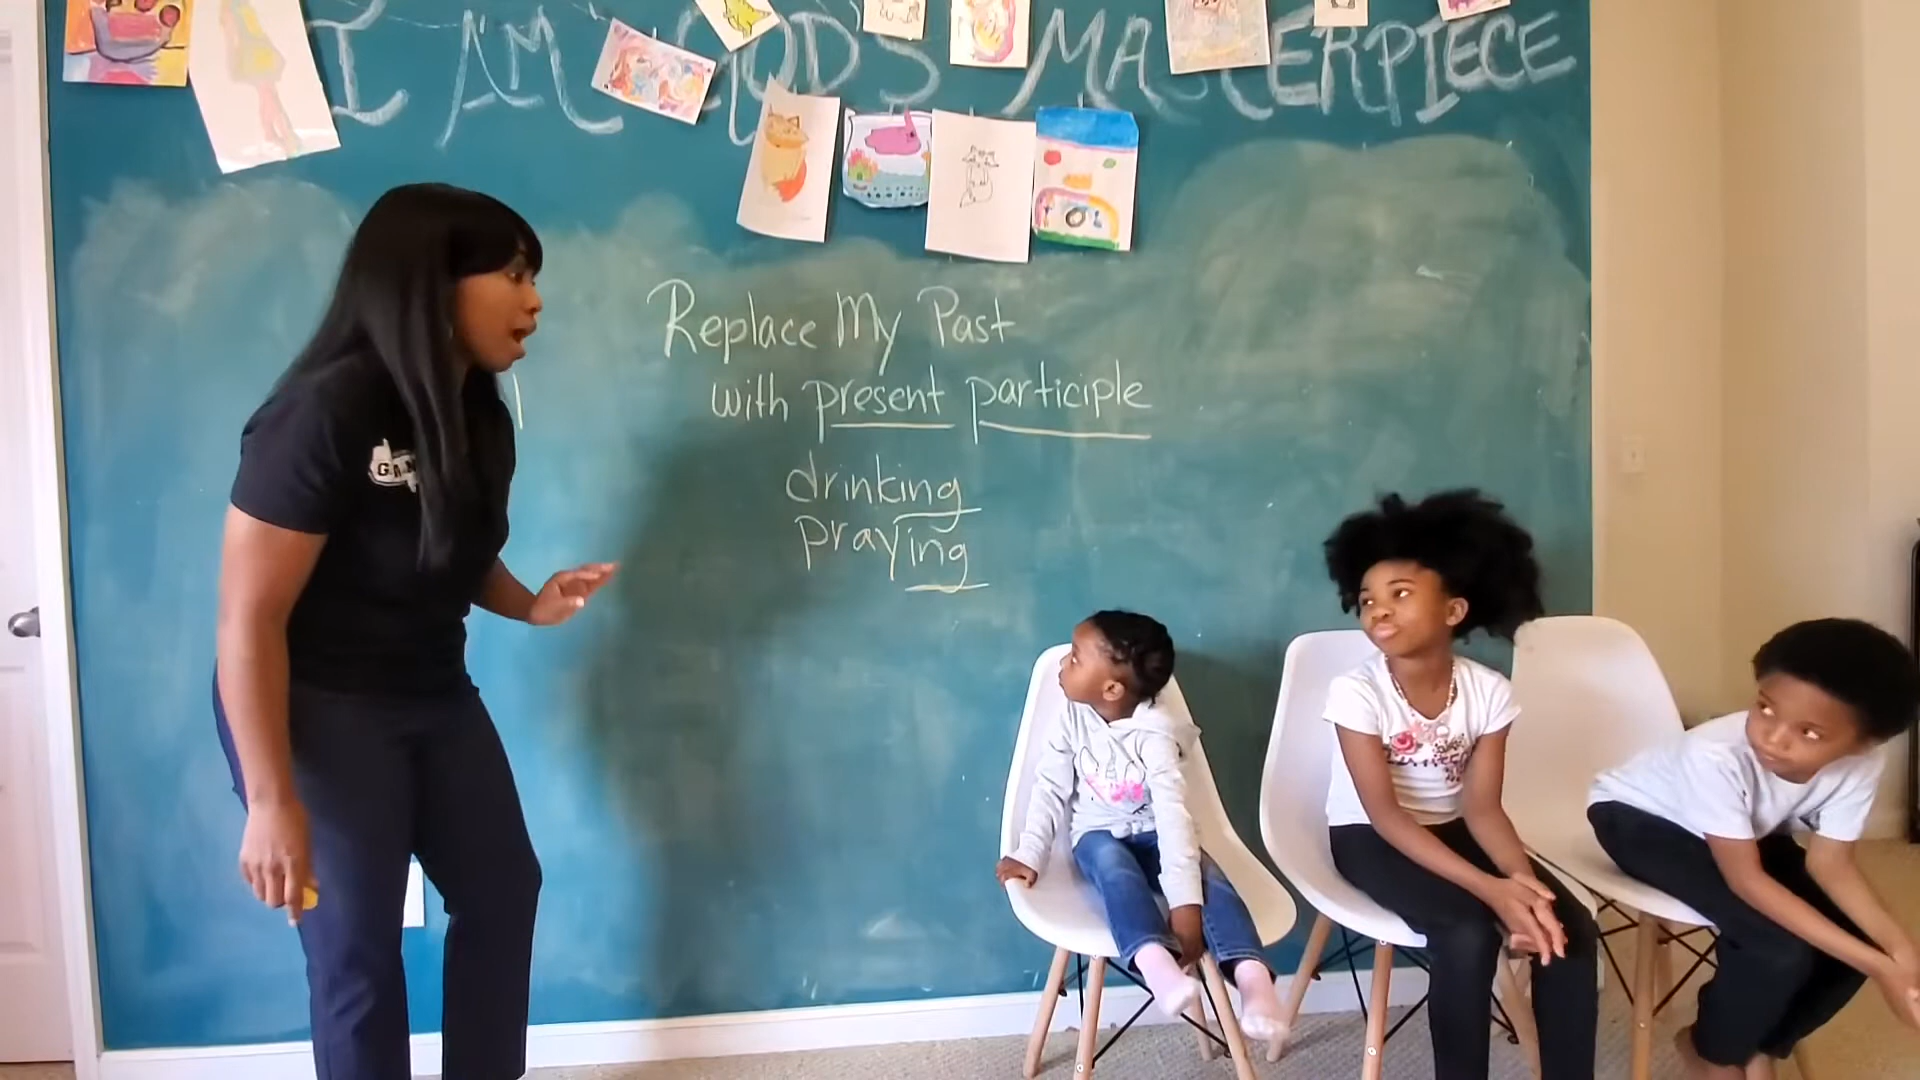 I AM GOD'S MASTERPIECE
Replace My Past
with present participle
drinking
praying